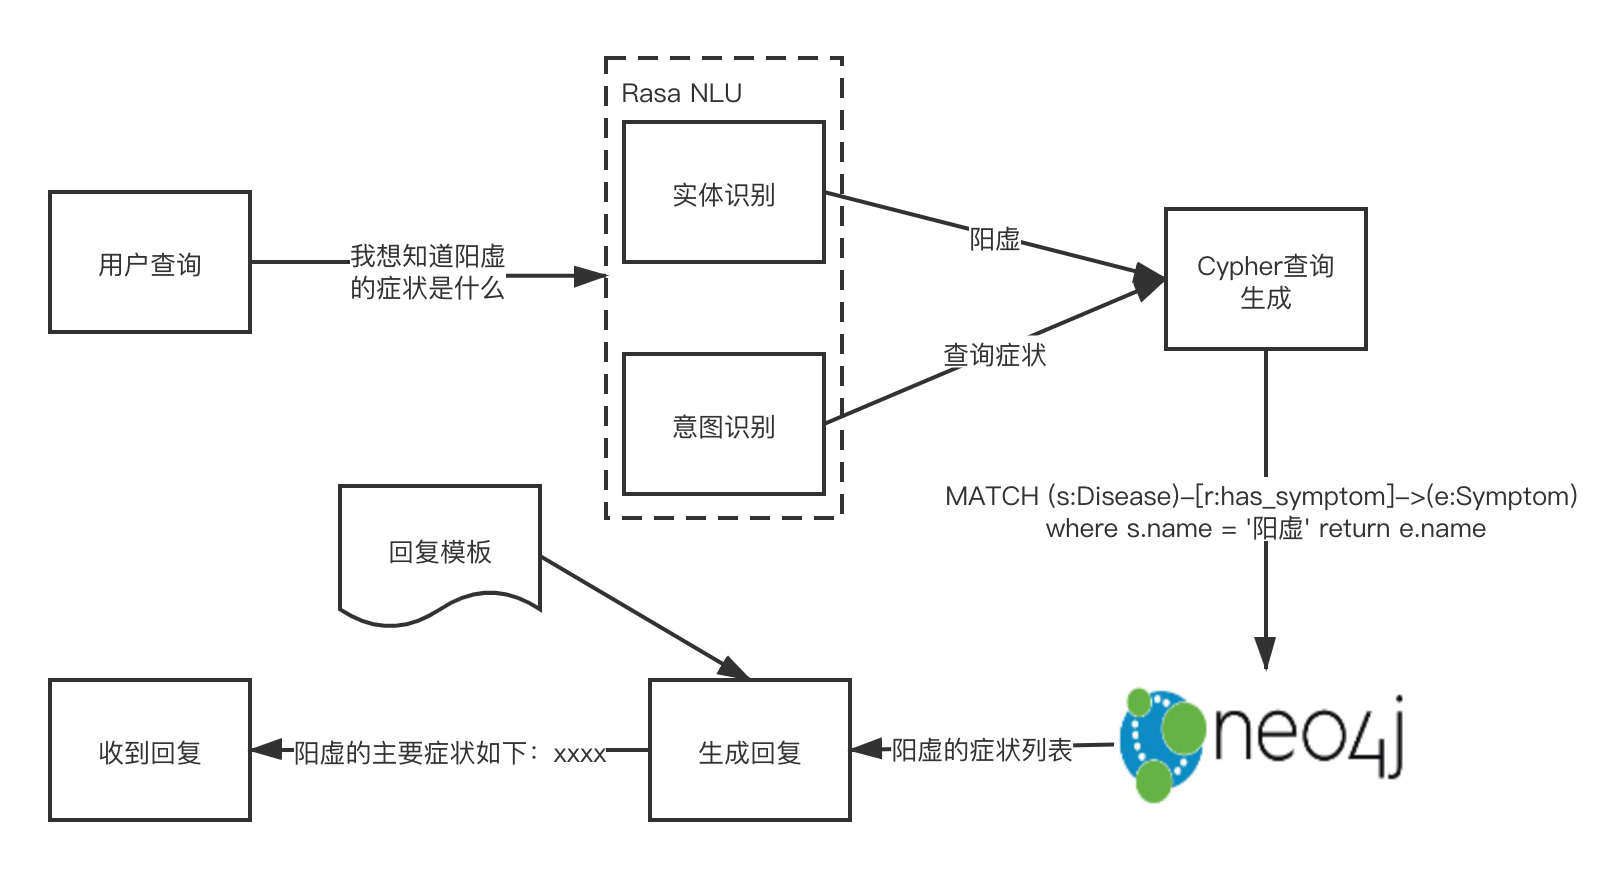 Rasa NLU
实体识别
用户查询
我想知道阳虚
的症状是什么
阳虚
Cypher查询
生成
查询症状
意图识别
MATCH (s:Disease)-[r:has_symptom]->(e:Symptom)
where s.name = '阳虚' return e.name
回复模板
收到回复
阳虚的主要症状如下：xxxx
生成回复
阳虚的症状列表
neo4j